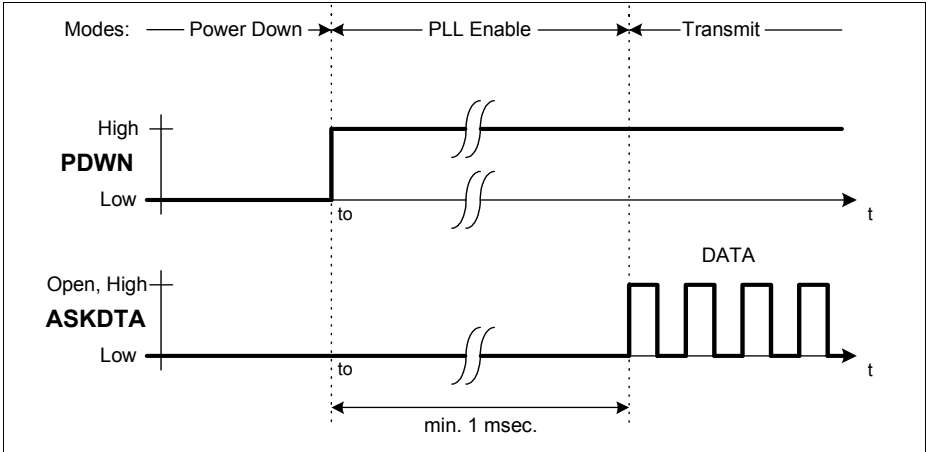 Modes: Power Down PLL Enable Transmit
High
PDWN
Low
to
t
DATA
Open, High
ASKDTA
Low
to
t
min. 1 msec.